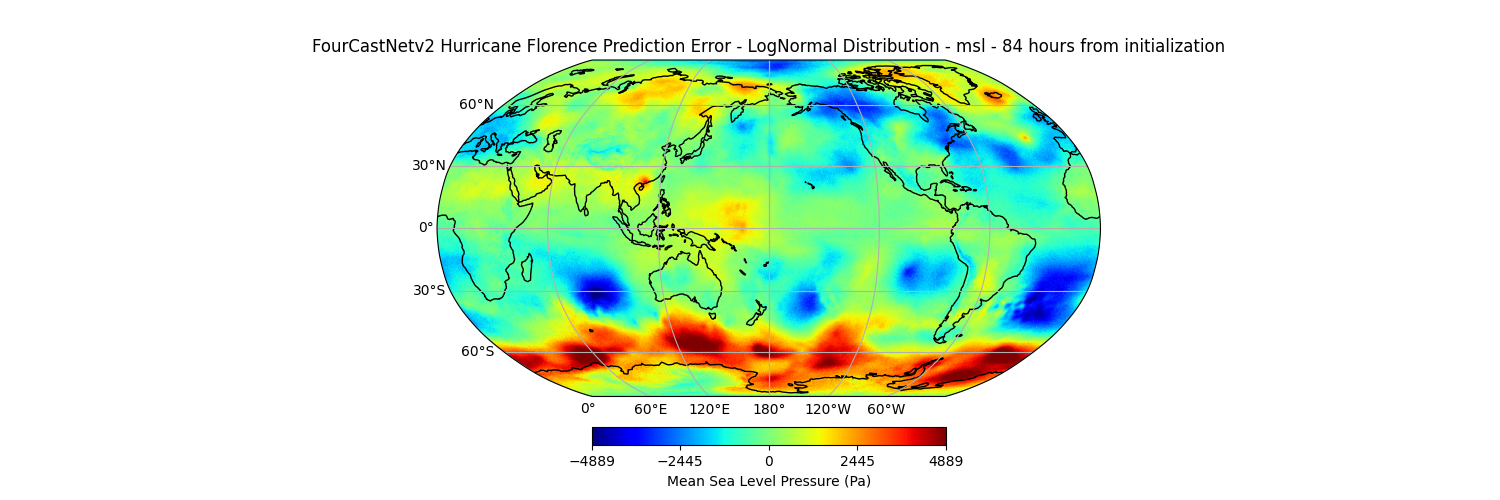 FourCastNetv2 Hurricane Florence Prediction Error - LogNormal Distribution - msl - 84 hours from initialization
60°N
30°N
0°
30°S
60°S
0° 60°E 120°E 180° 120°W 60°W
−4889 −2445 0 2445 4889
Mean Sea Level Pressure (Pa)